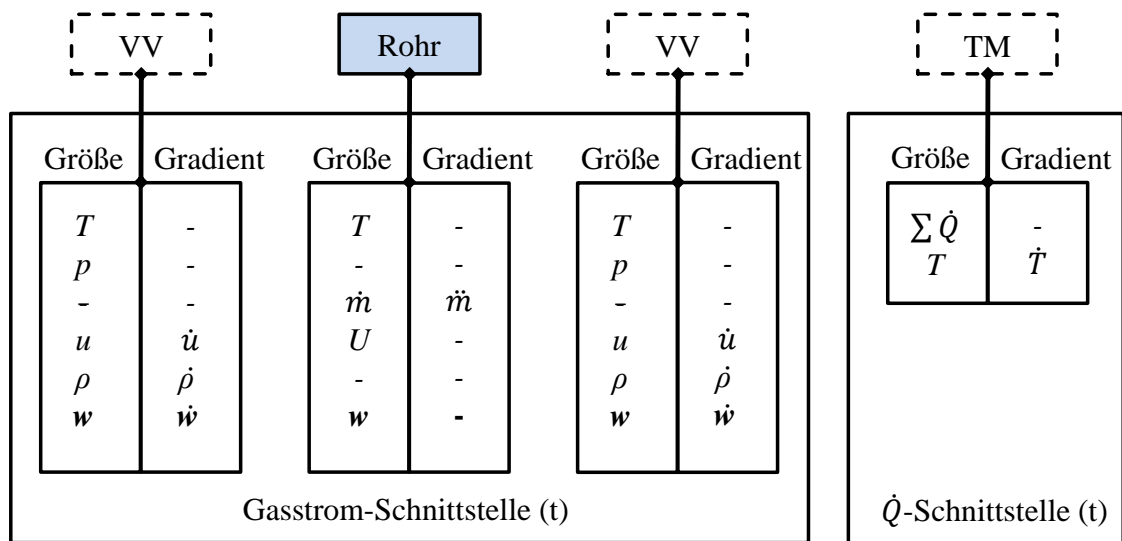 VV Rohr VV TM
Größe Gradient Größe Gradient Größe Gradient Größe Gradient
T - T - T - ∑ Q̇ -
p - - - p - T Ṫ
- - ṁ m̈ - -
u u̇ U - u u̇
ρ ρ̇ - - ρ ρ̇
w ẇ w - w ẇ
Gasstrom-Schnittstelle (t) Q̇-Schnittstelle (t)